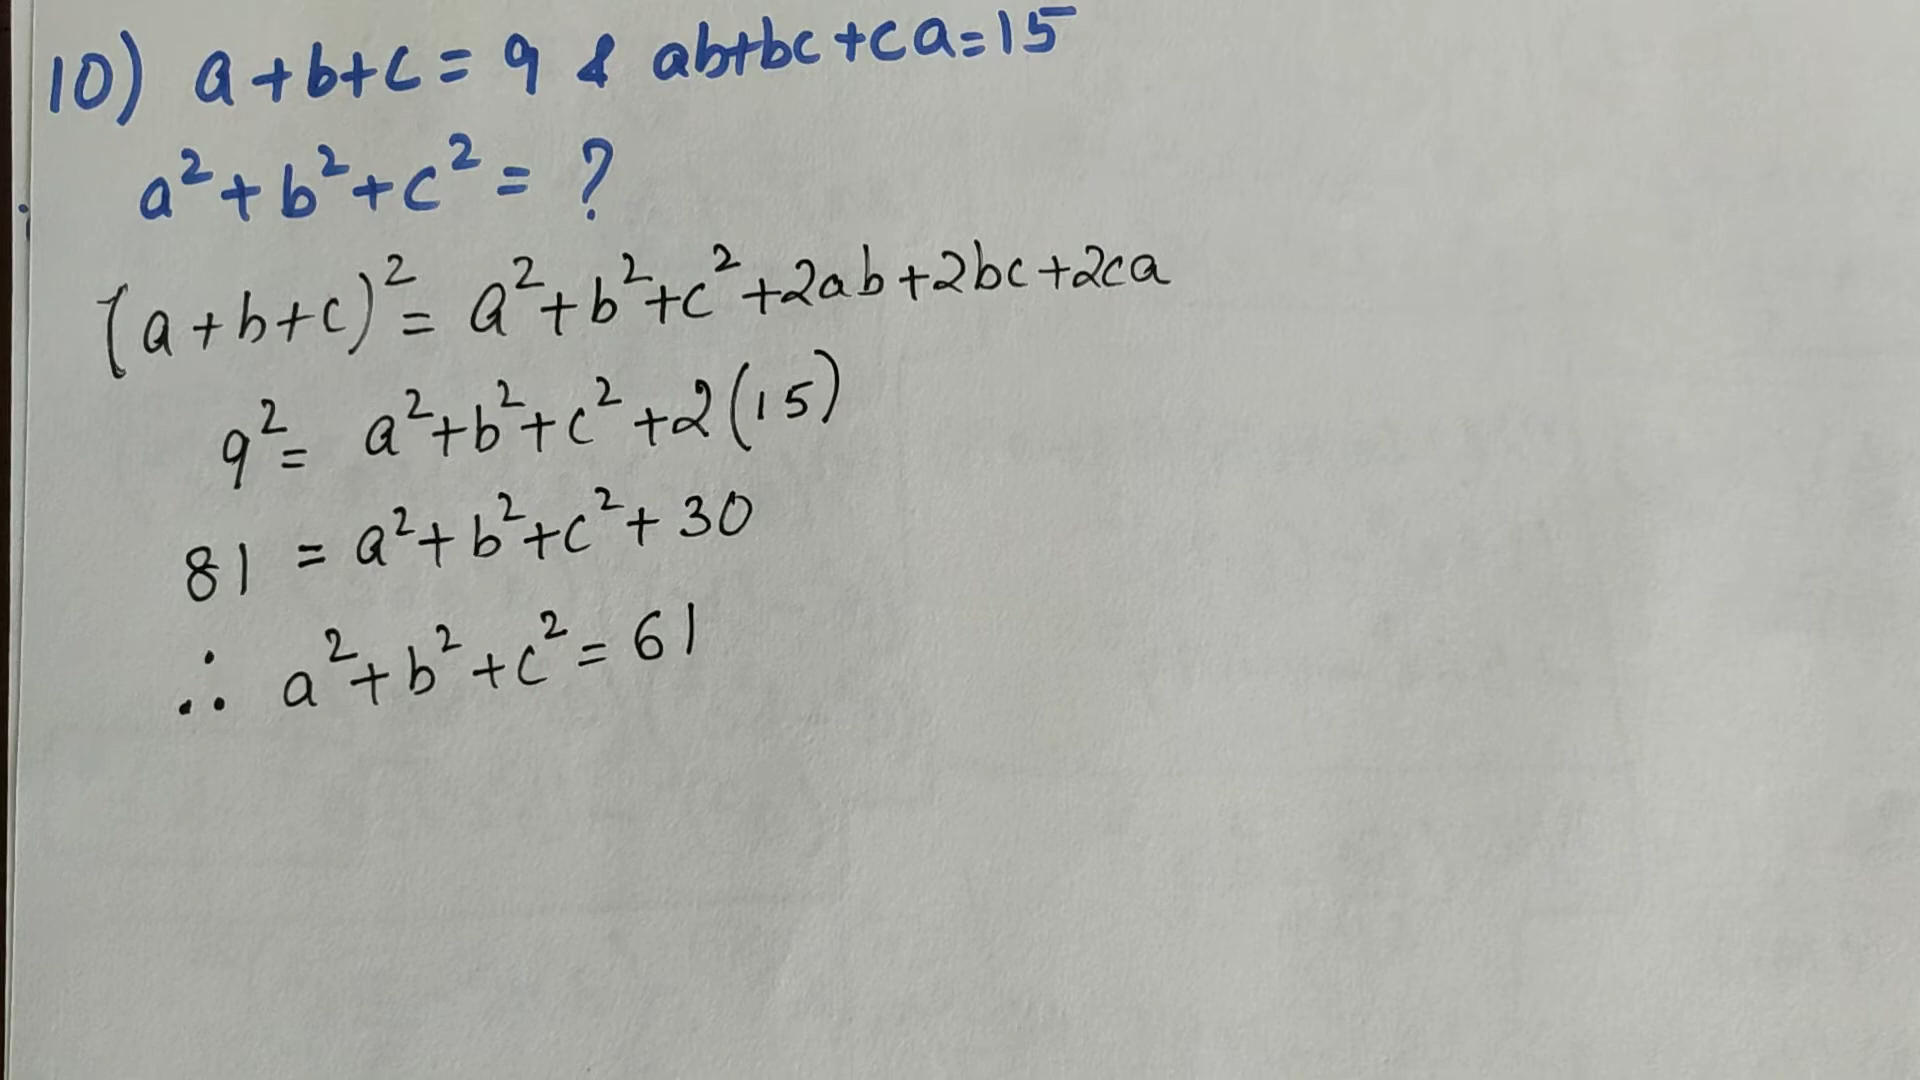 10) a+b+c = 9 & ab+bc+ca=15
a²+b²+c² = ?
(a+b+c)² = a²+b²+c²+2ab+2bc+2ca
9² = a²+b²+c²+2(15)
81 = a²+b²+c²+30
∴ a²+b²+c² = 61